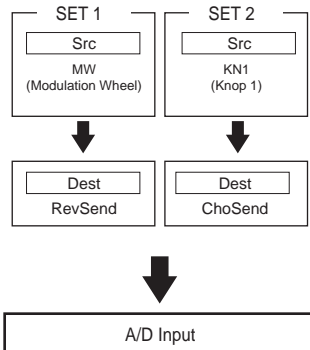 SET 1
Src
MW
(Modulation Wheel)
SET 2
Src
KN1
(Knop 1)
Dest
RevSend
Dest
ChoSend
A/D Input